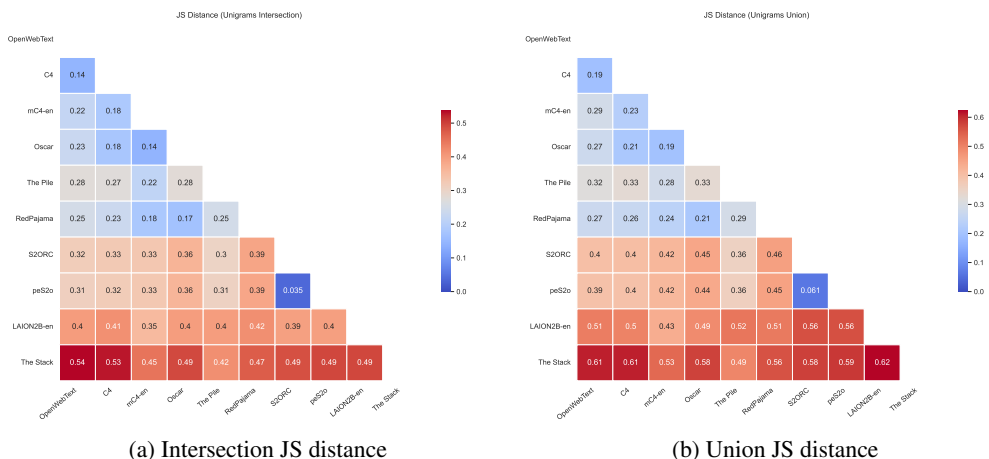 JS Distance (Unigrams Intersection)
OpenWebText
C4 0.14
mC4-en 0.22 0.18
Oscar 0.23 0.18 0.14
The Pile 0.28 0.27 0.22 0.28
RedPajama 0.25 0.23 0.18 0.17 0.25
S2ORC 0.32 0.33 0.33 0.36 0.3 0.39
peS2o 0.31 0.32 0.33 0.36 0.31 0.39 0.035
LAION2B-en 0.4 0.41 0.35 0.4 0.4 0.42 0.39 0.4
The Stack 0.54 0.53 0.45 0.49 0.42 0.47 0.49 0.49 0.49
OpenWebText C4 mC4-en Oscar The Pile RedPajama S2ORC peS2o LAION2B-en The Stack
0.5
0.4
0.3
0.2
0.1
0.0
(a) Intersection JS distance
JS Distance (Unigrams Union)
OpenWebText
C4 0.19
mC4-en 0.29 0.23
Oscar 0.27 0.21 0.19
The Pile 0.32 0.33 0.28 0.33
RedPajama 0.27 0.26 0.24 0.21 0.29
S2ORC 0.4 0.4 0.42 0.45 0.36 0.46
peS2o 0.39 0.4 0.42 0.44 0.36 0.45 0.061
LAION2B-en 0.51 0.5 0.43 0.49 0.52 0.51 0.56 0.56
The Stack 0.61 0.61 0.53 0.58 0.49 0.56 0.58 0.59 0.62
OpenWebText C4 mC4-en Oscar The Pile RedPajama S2ORC peS2o LAION2B-en The Stack
0.6
0.5
0.4
0.3
0.2
0.1
0.0
(b) Union JS distance